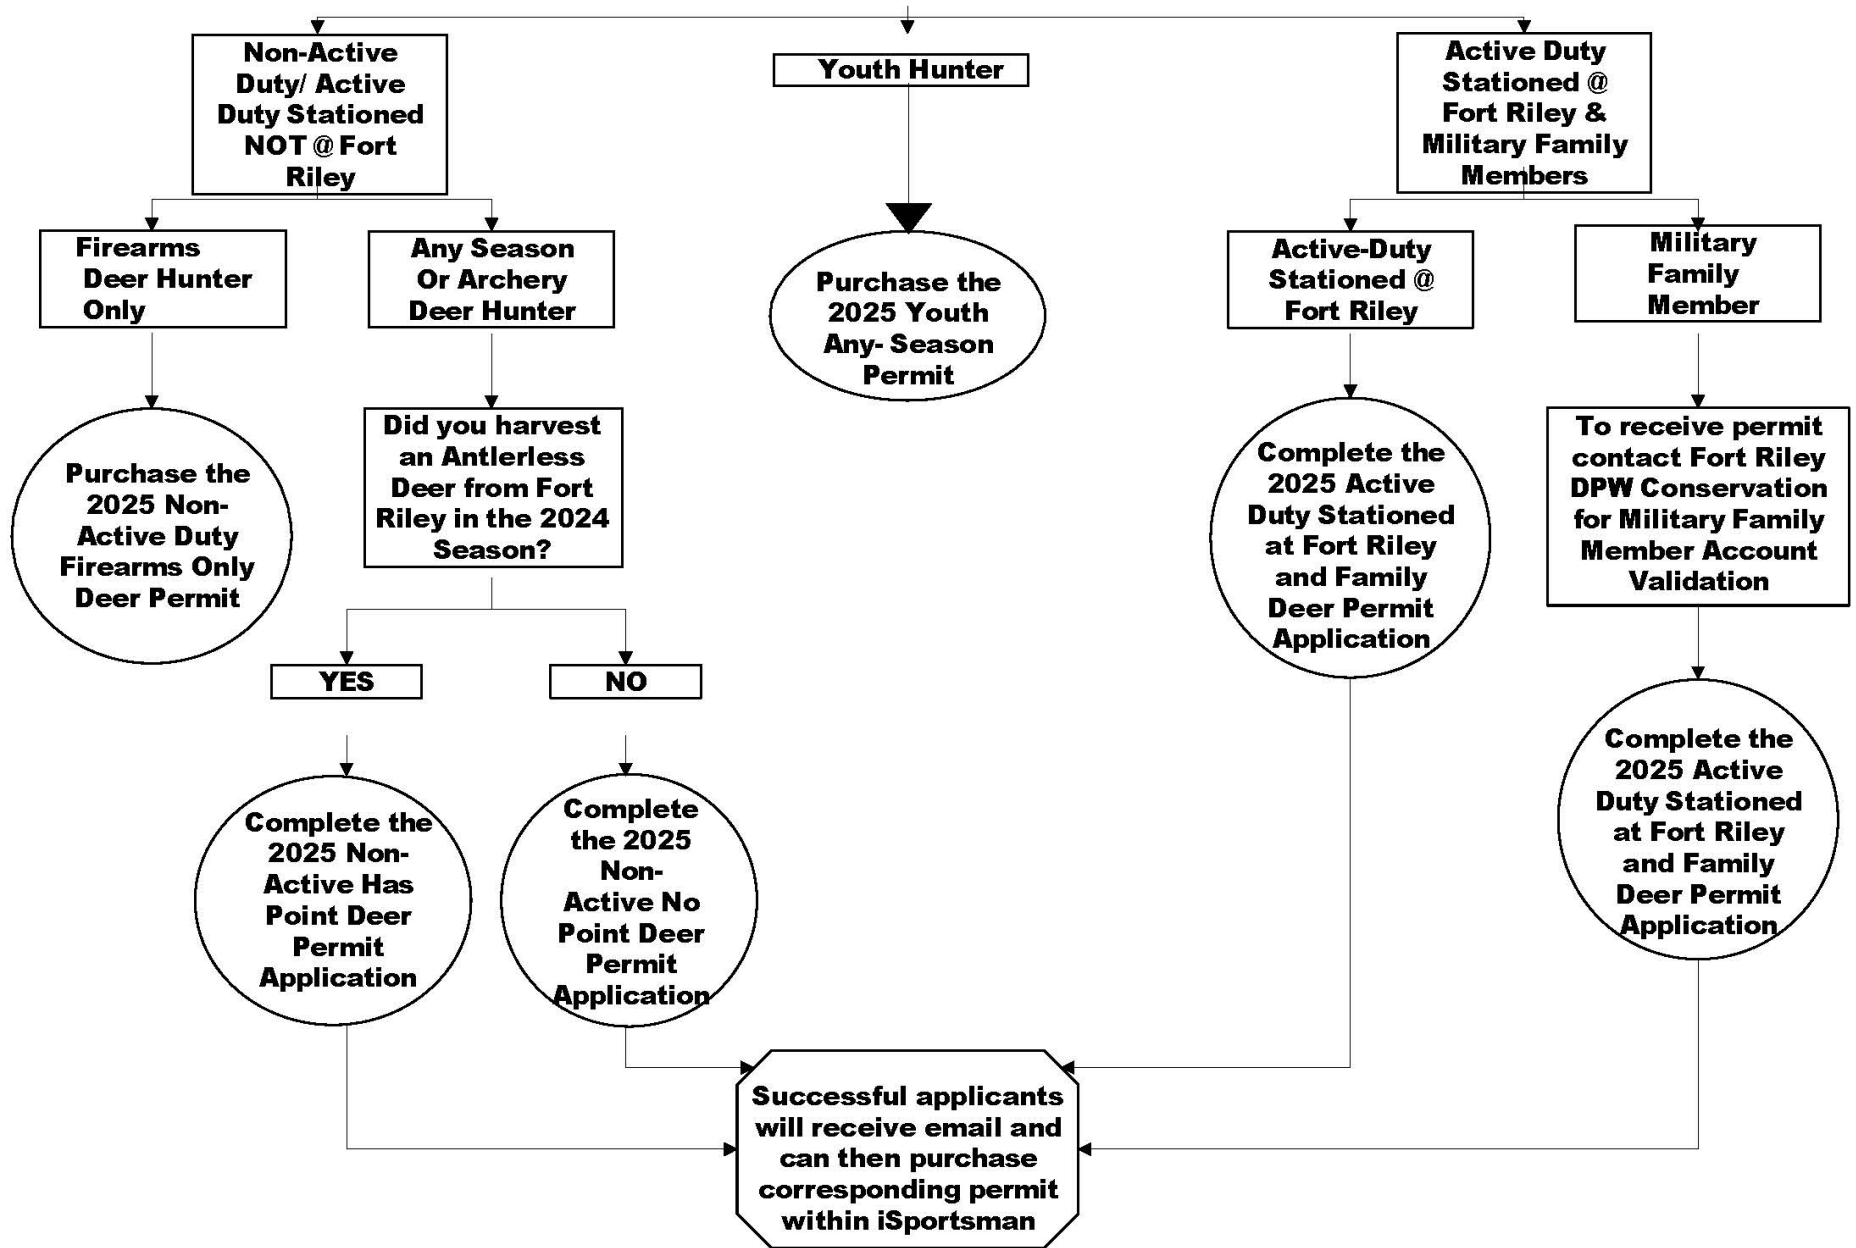 Non-Active
Duty/ Active
Duty Stationed
NOT @ Fort
Riley
Youth Hunter
Active Duty
Stationed @
Fort Riley &
Military Family
Members
Firearms
Deer Hunter
Only
Any Season
Or Archery
Deer Hunter
Purchase the
2025 Youth
Any- Season
Permit
Active-Duty
Stationed @
Fort Riley
Military
Family
Member
Purchase the
2025 Non-
Active Duty
Firearms Only
Deer Permit
Did you harvest
an Antlerless
Deer from Fort
Riley in the 2024
Season?
Complete the
2025 Active
Duty Stationed
at Fort Riley
and Family
Deer Permit
Application
To receive permit
contact Fort Riley
DPW Conservation
for Military Family
Member Account
Validation
YES
NO
Complete the
2025 Non-
Active Has
Point Deer
Permit
Application
Complete
the 2025
Non-
Active No
Point Deer
Permit
Application
Complete the
2025 Active
Duty Stationed
at Fort Riley
and Family
Deer Permit
Application
Successful applicants
will receive email and
can then purchase
corresponding permit
within iSportsman